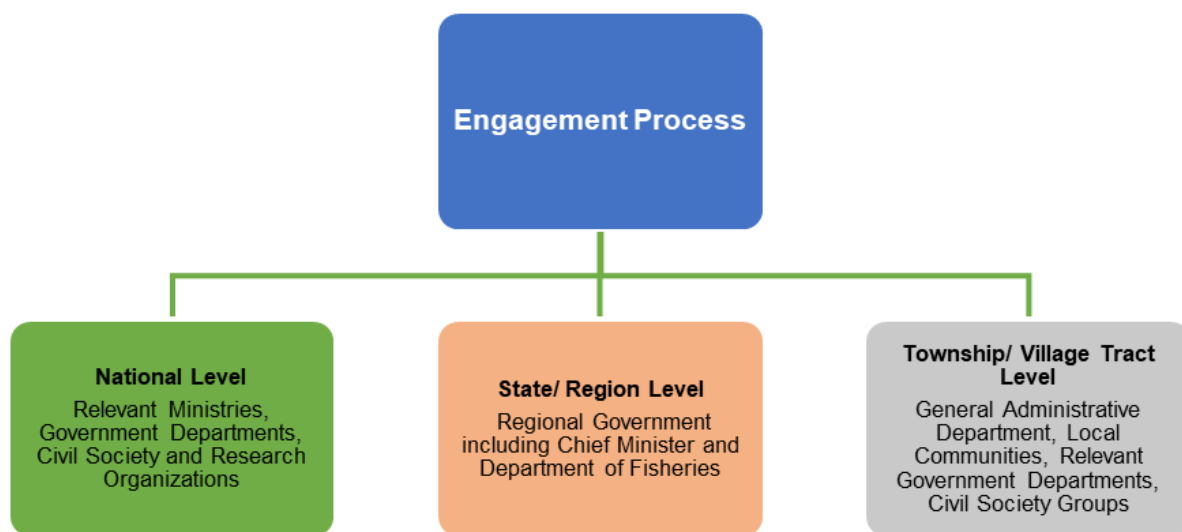 Engagement Process
National Level
Relevant Ministries,
Government Departments,
Civil Society and Research
Organizations
State/ Region Level
Regional Government
including Chief Minister and
Department of Fisheries
Township/ Village Tract
Level
General Administrative
Department, Local
Communities, Relevant
Government Departments,
Civil Society Groups